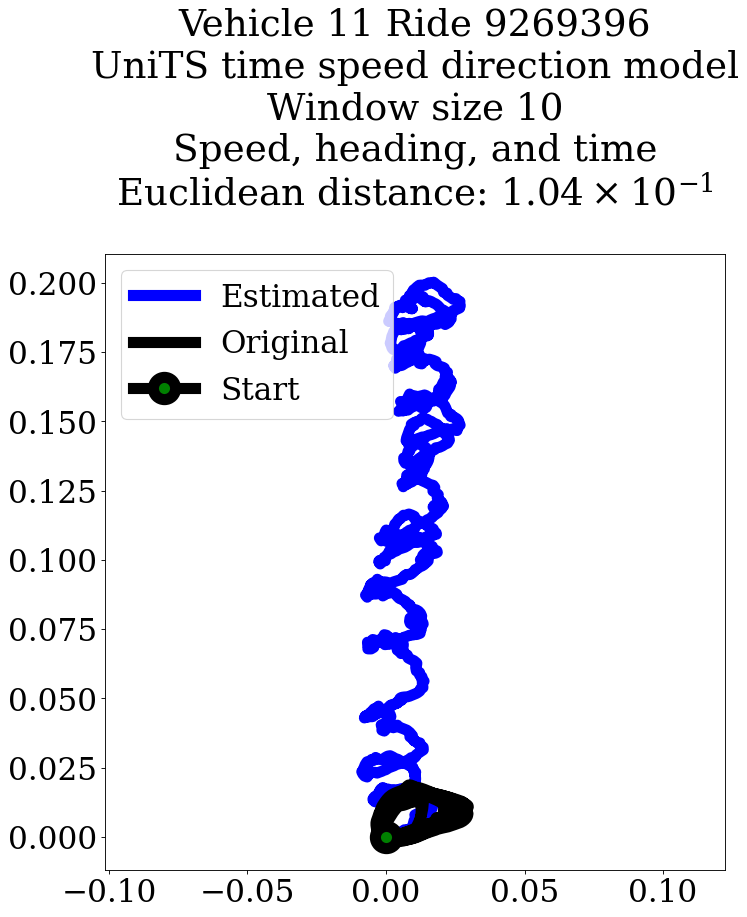 Vehicle 11 Ride 9269396
UniTS time speed direction model
Window size 10
Speed, heading, and time
Euclidean distance: 1.04 × 10⁻¹
Estimated
Original
Start
0.200
0.175
0.150
0.125
0.100
0.075
0.050
0.025
0.000
−0.10 −0.05 0.00 0.05 0.10